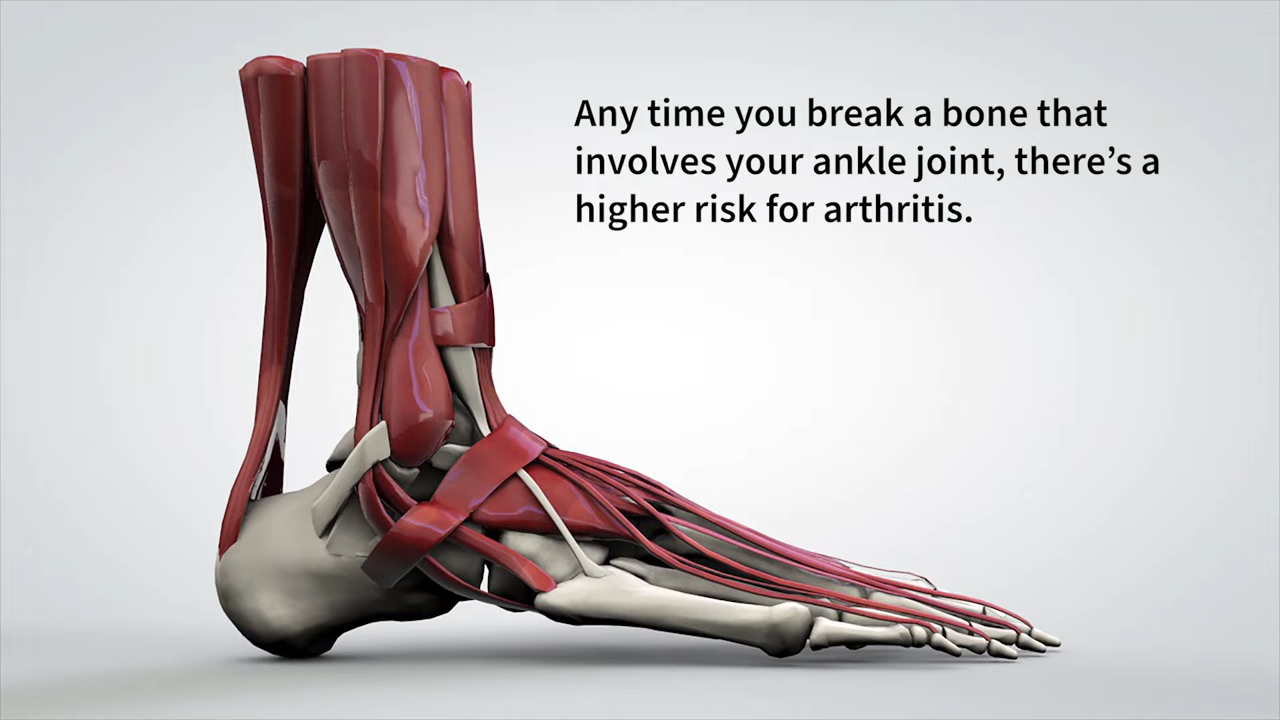 Any time you break a bone that
involves your ankle joint, there’s a
higher risk for arthritis.